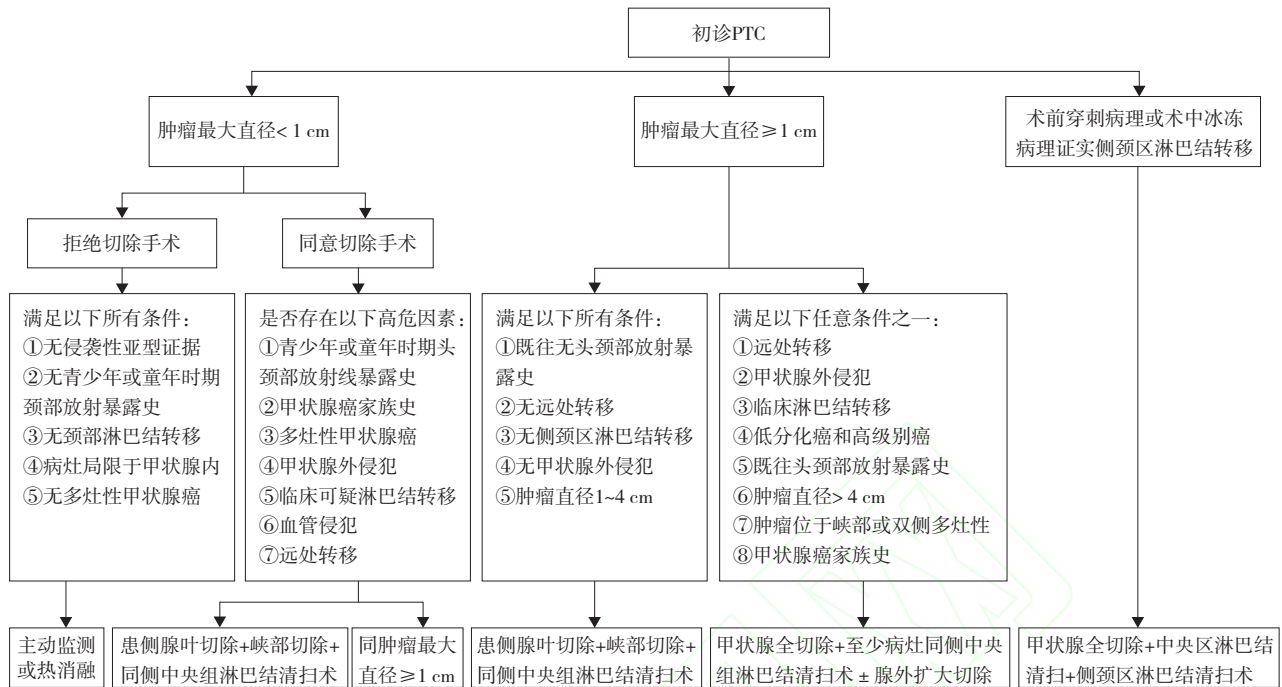 初诊PTC
肿瘤最大直径< 1 cm
肿瘤最大直径≥1 cm
术前穿刺病理或术中冰冻
病理证实侧颈区淋巴结转移
拒绝切除手术
同意切除手术
满足以下所有条件：
①无侵袭性亚型证据
②无青少年或童年时期
颈部放射暴露史
③无颈部淋巴结转移
④病灶局限于甲状腺内
⑤无多灶性甲状腺癌
是否存在以下高危因素：
①青少年或童年时期头
颈部放射线暴露史
②甲状腺癌家族史
③多灶性甲状腺癌
④甲状腺外侵犯
⑤临床可疑淋巴结转移
⑥血管侵犯
⑦远处转移
满足以下所有条件：
①既往无头颈部放射暴
露史
②无远处转移
③无侧颈区淋巴结转移
④无甲状腺外侵犯
⑤肿瘤直径1~4 cm
满足以下任意条件之一：
①远处转移
②甲状腺外侵犯
③临床淋巴结转移
④低分化癌和高级别癌
⑤既往头颈部放射暴露史
⑥肿瘤直径> 4 cm
⑦肿瘤位于峡部或双侧多灶性
⑧甲状腺癌家族史
主动监测
或热消融
患侧腺叶切除+峡部切除+
同侧中央组淋巴结清扫术
同肿瘤最大
直径≥1 cm
患侧腺叶切除+峡部切除+
同侧中央组淋巴结清扫术
甲状腺全切除+至少病灶同侧中央
组淋巴结清扫术 ± 腺外扩大切除
甲状腺全切除+中央区淋巴结
清扫+侧颈区淋巴结清扫术